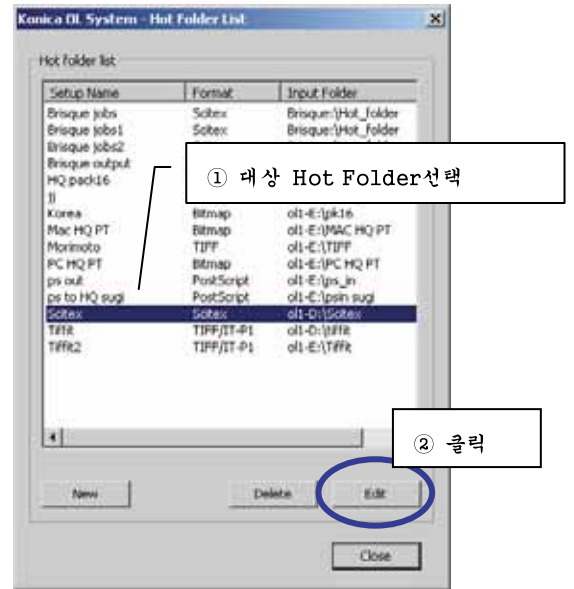 Konica OL System - Hot Folder List
Hot folder list
Setup Name Format Input Folder
Brisque jobs Scitex Brisque:\Hot_folder
Brisque jobs1 Scitex Brisque:\Hot_folder
Brisque jobs2
Brisque output
HQ pack16
① 대상 Hot Folder선택
jj
Korea Bitmap ol1-E:\pk16
Mac HQ PT Bitmap ol1-E:\MAC HQ PT
Morimoto TIFF ol1-E:\TIFF
PC HQ PT Bitmap ol1-E:\PC HQ PT
ps out PostScript ol1-E:\ps_in
ps to HQ sugi PostScript ol1-E:\psin sugi
Scitex Scitex ol1-D:\Scitex
Tiffit TIFF/IT-P1 ol1-D:\tiffit
Tiffit2 TIFF/IT-P1 ol1-E:\Tiffit
② 클릭
New Delete Edit
Close